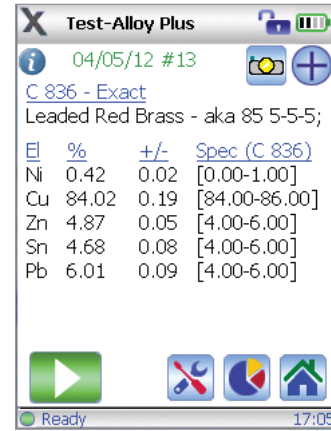 X Test-Alloy Plus
04/05/12 #13
C 836 - Exact
Leaded Red Brass - aka 85 5-5-5;
El % +/- Spec (C 836)
Ni 0.42 0.02 [0.00-1.00]
Cu 84.02 0.19 [84.00-86.00]
Zn 4.87 0.05 [4.00-6.00]
Sn 4.68 0.08 [4.00-6.00]
Pb 6.01 0.09 [4.00-6.00]
Ready 17:05